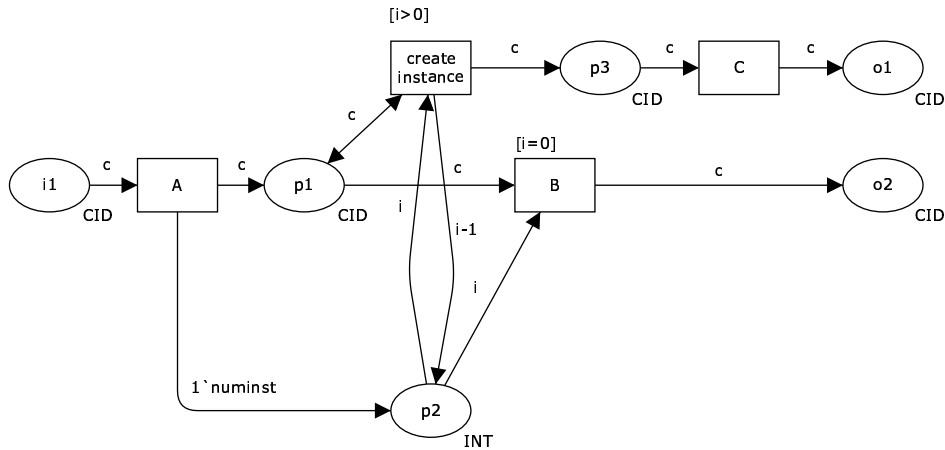 [i>0]
create
instance
c
p3
c
C
c
o1
CID
CID
c
[i=0]
i1
c
A
c
p1
c
B
c
o2
CID
CID
CID
i
i-1
i
1`numinst
p2
INT